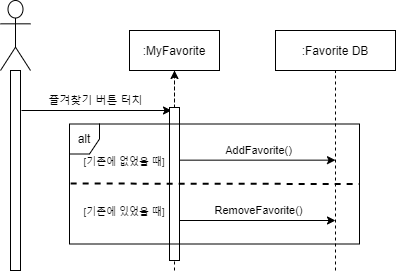 :MyFavorite
:Favorite DB
즐겨찾기 버튼 터치
alt
AddFavorite()
[기존에 없었을 때]
RemoveFavorite()
[기존에 있었을 때]